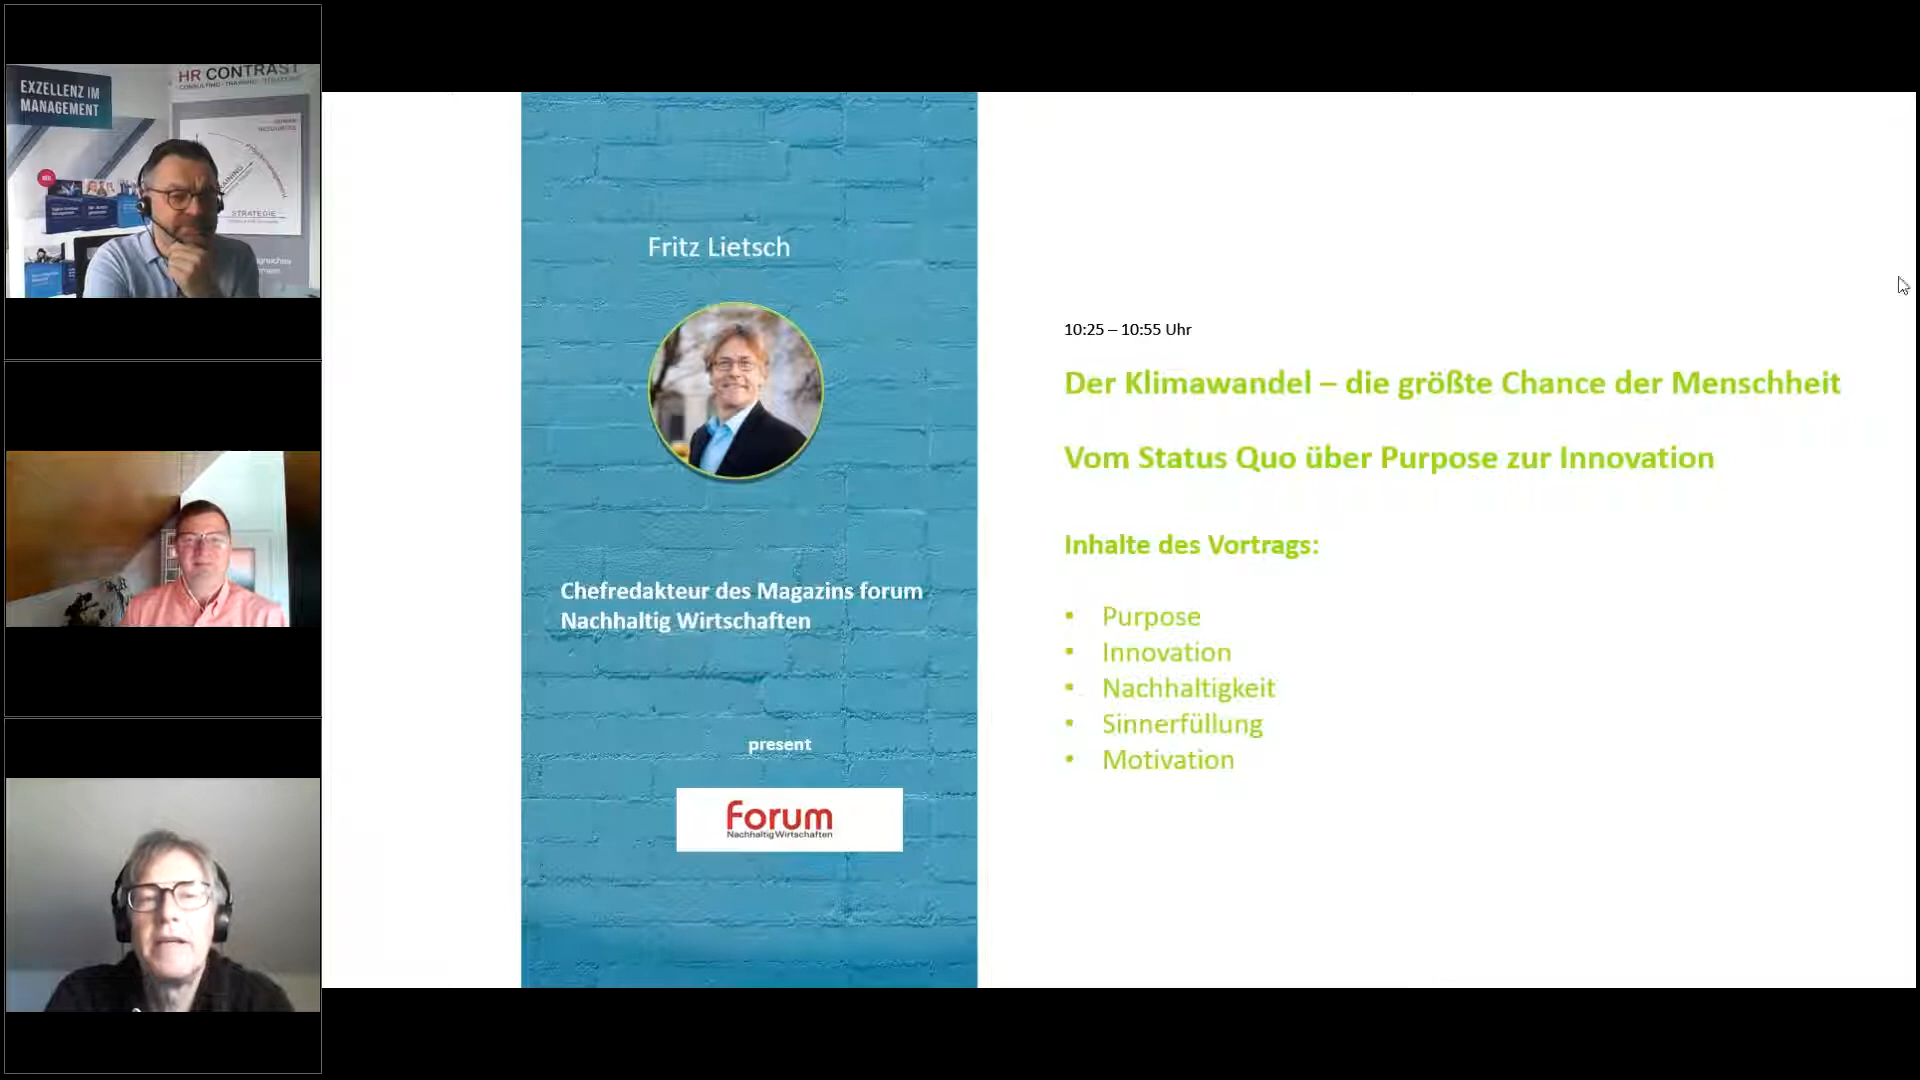 EXZELLENZ IM
MANAGEMENT
HR CONTRAST
STRATEGIE
Fritz Lietsch
Chefredakteur des Magazins forum
Nachhaltig Wirtschaften
present
Forum
Nachhaltig Wirtschaften
10:25 – 10:55 Uhr
Der Klimawandel – die größte Chance der Menschheit
Vom Status Quo über Purpose zur Innovation
Inhalte des Vortrags:
• Purpose
• Innovation
• Nachhaltigkeit
• Sinnerfüllung
• Motivation